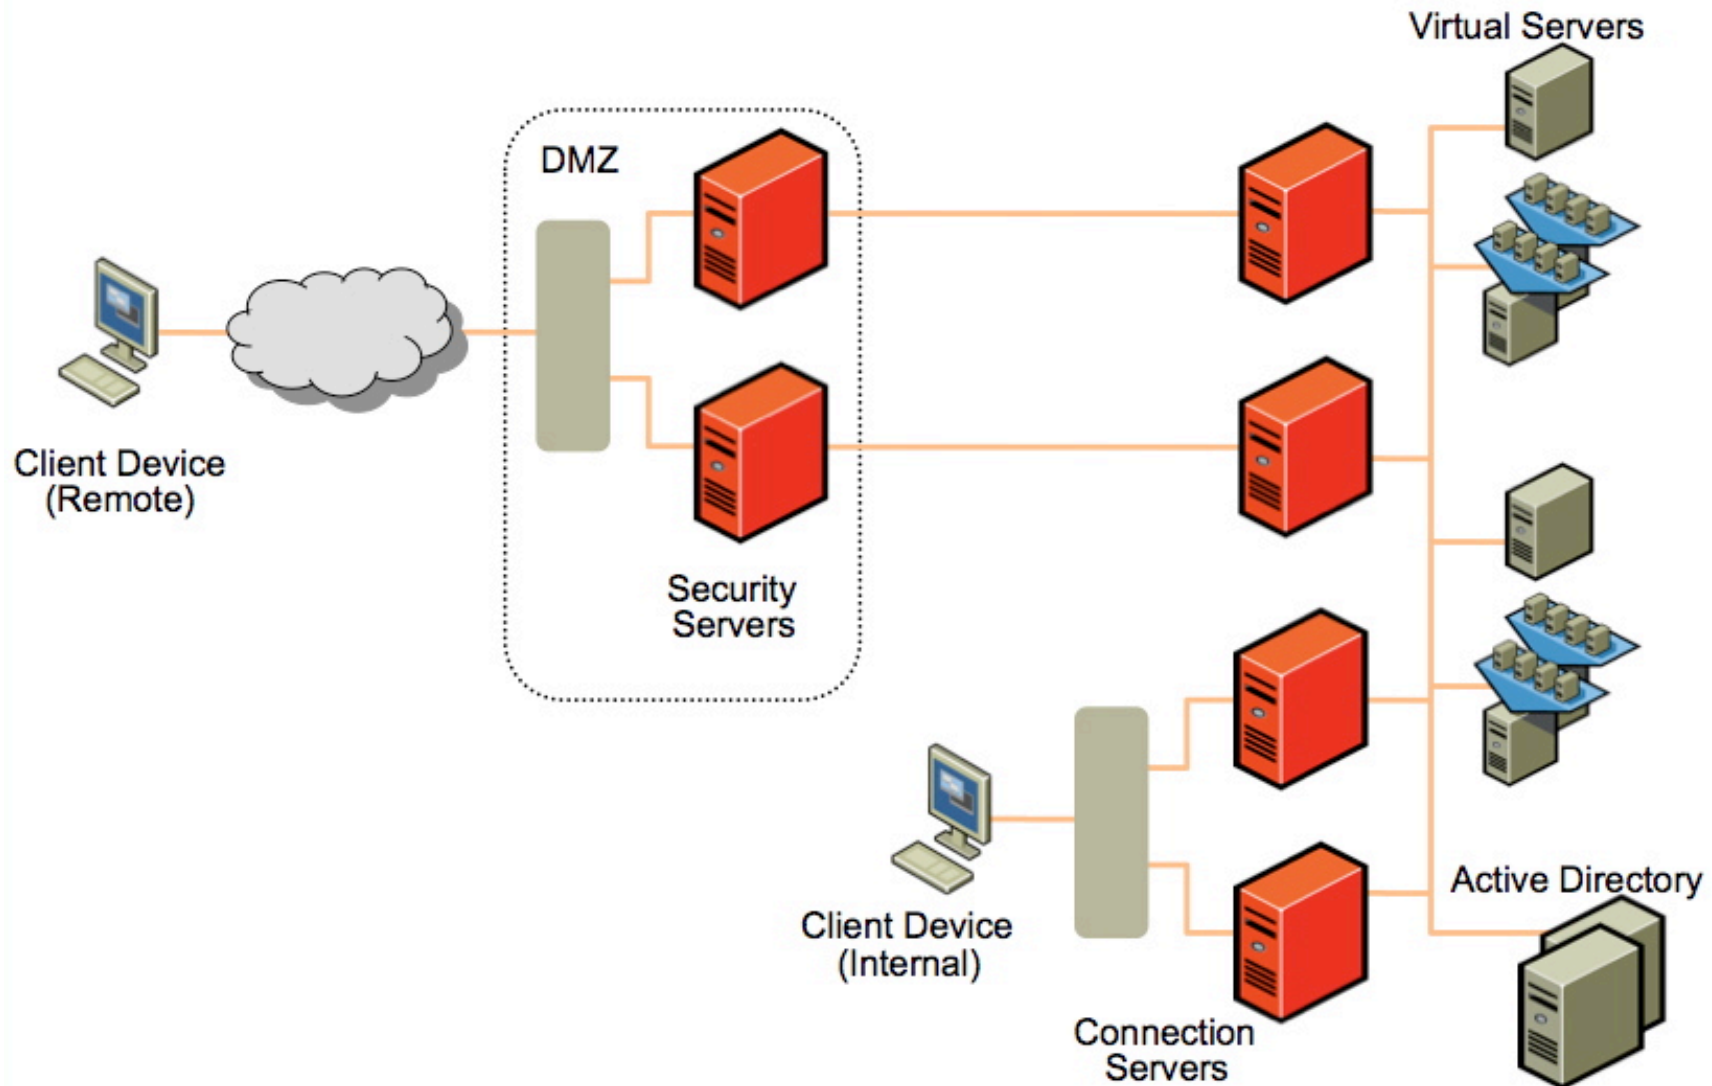 Virtual Servers
DMZ
Client Device
(Remote)
Security
Servers
Client Device
(Internal)
Active Directory
Connection
Servers